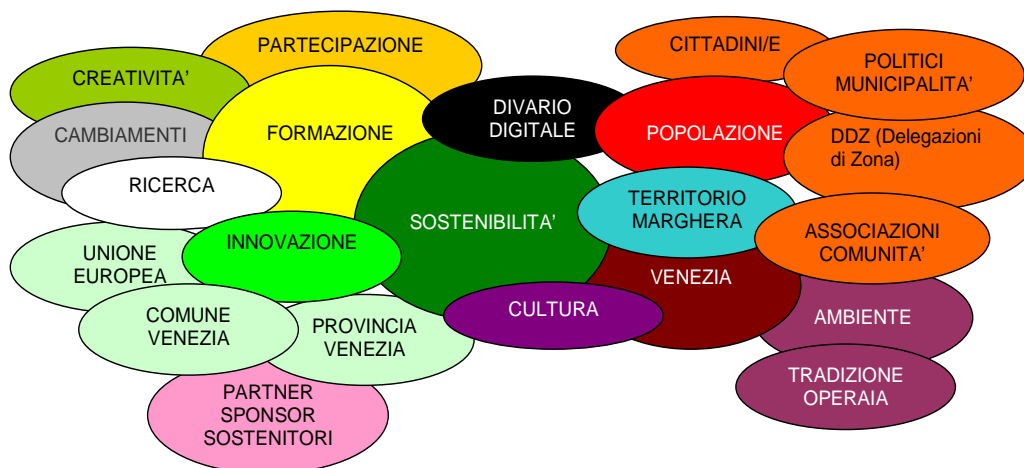 PARTECIPAZIONE
CREATIVITA’
CAMBIAMENTI
FORMAZIONE
RICERCA
DIVARIO
DIGITALE
CITTADINI/E
POLITICI
MUNICIPALITA’
POPOLAZIONE
DDZ (Delegazioni
di Zona)
SOSTENIBILITA’
TERRITORIO
MARGHERA
ASSOCIAZIONI
COMUNITA’
INNOVAZIONE
UNIONE
EUROPEA
VENEZIA
CULTURA
COMUNE
VENEZIA
PROVINCIA
VENEZIA
AMBIENTE
TRADIZIONE
OPERAIA
PARTNER
SPONSOR
SOSTENITORI